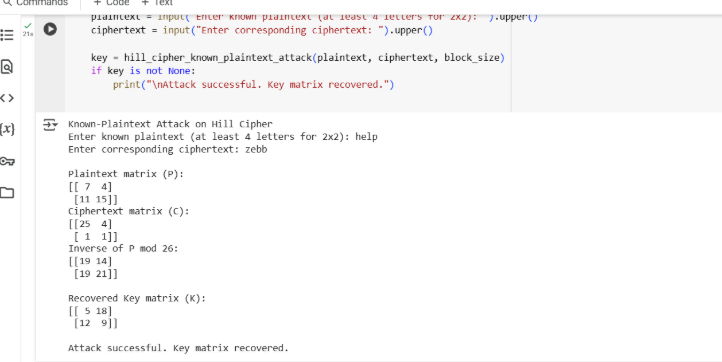 Commands + Code + Text
plaintext = input("Enter known plaintext (at least 4 letters for 2x2): ").upper()
21s
ciphertext = input("Enter corresponding ciphertext: ").upper()
key = hill_cipher_known_plaintext_attack(plaintext, ciphertext, block_size)
if key is not None:
print("\nAttack successful. Key matrix recovered.")
Known-Plaintext Attack on Hill Cipher
Enter known plaintext (at least 4 letters for 2x2): help
Enter corresponding ciphertext: zebb
Plaintext matrix (P):
[[ 7 4]
[11 15]]
Ciphertext matrix (C):
[[25 4]
[ 1 1]]
Inverse of P mod 26:
[[19 14]
[19 21]]
Recovered Key matrix (K):
[[ 5 18]
[12 9]]
Attack successful. Key matrix recovered.